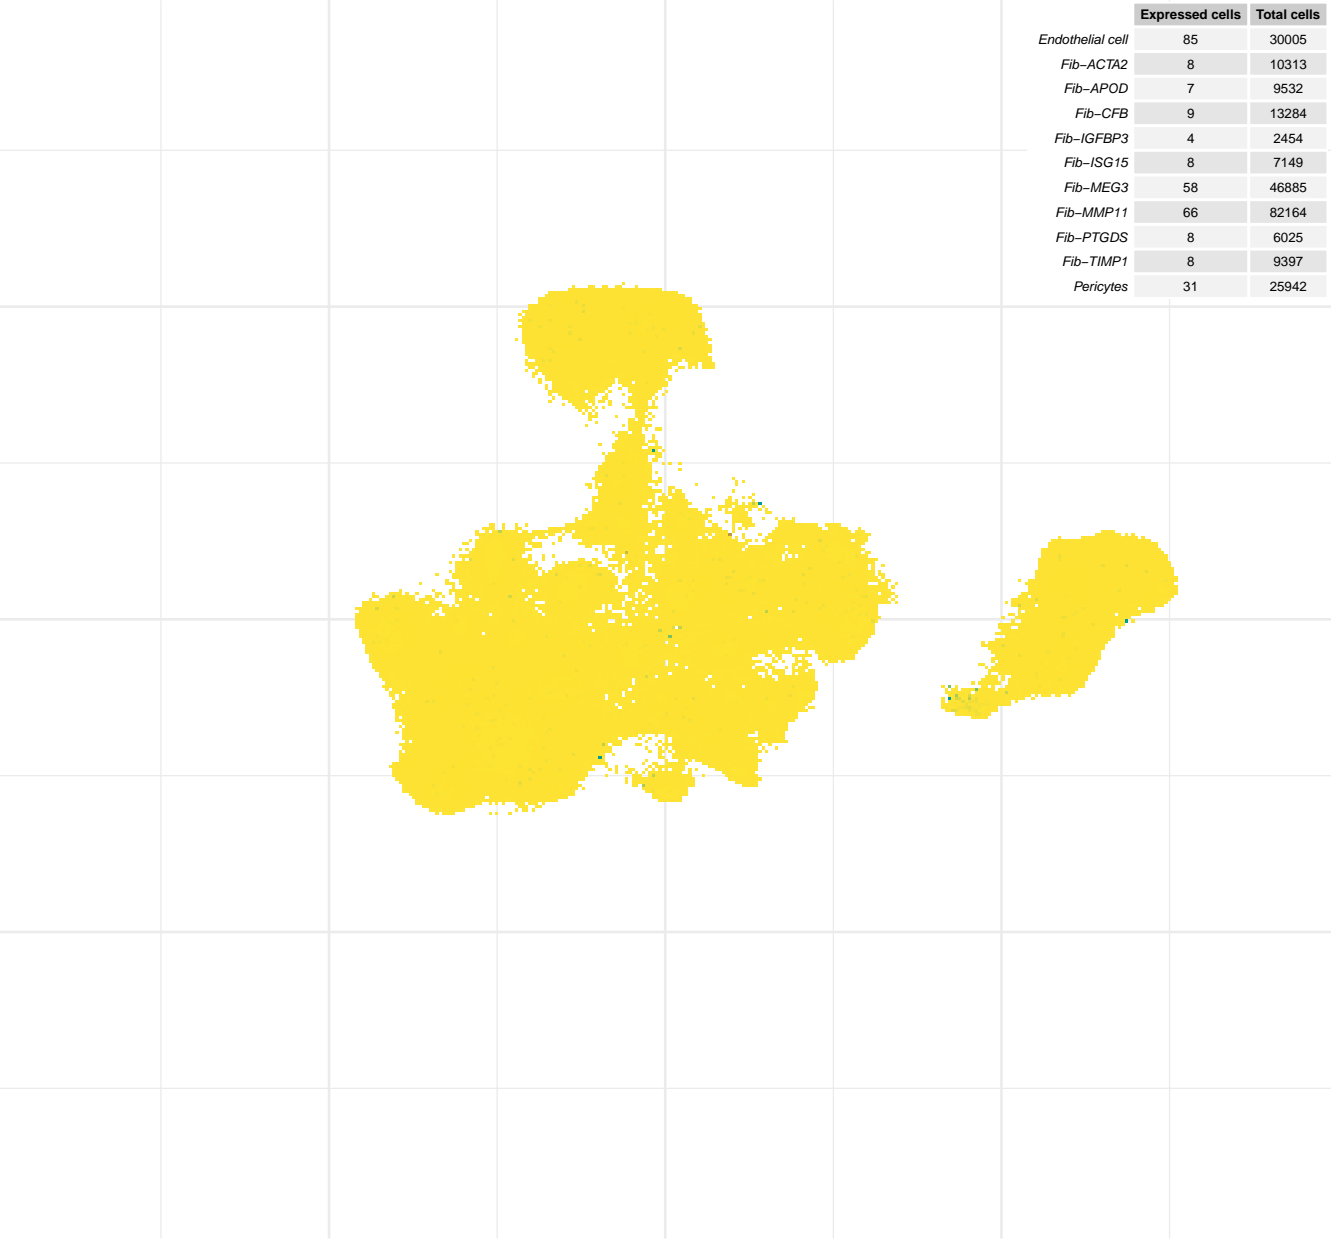 Expressed cells Total cells
Endothelial cell 85 30005
Fib−ACTA2 8 10313
Fib−APOD 7 9532
Fib−CFB 9 13284
Fib−IGFBP3 4 2454
Fib−ISG15 8 7149
Fib−MEG3 58 46885
Fib−MMP11 66 82164
Fib−PTGDS 8 6025
Fib−TIMP1 8 9397
Pericytes 31 25942